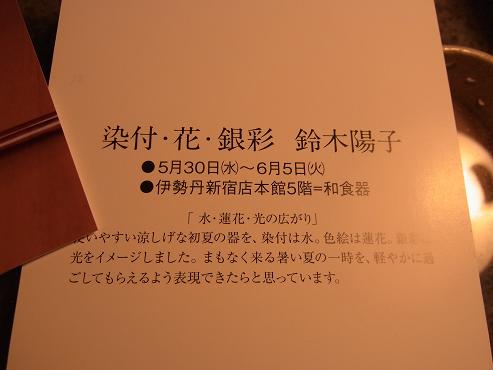 染付・花・銀彩 鈴木陽子
●5月30日㈬～6月5日㈫
●伊勢丹新宿店本館5階=和食器
「 水・蓮花・光の広がり」
使いやすい涼しげな初夏の器を、染付は水。色絵は蓮花。銀彩は
光をイメージしました。まもなく来る暑い夏の一時を、軽やかに過
ごしてもらえるよう表現できたらと思っています。